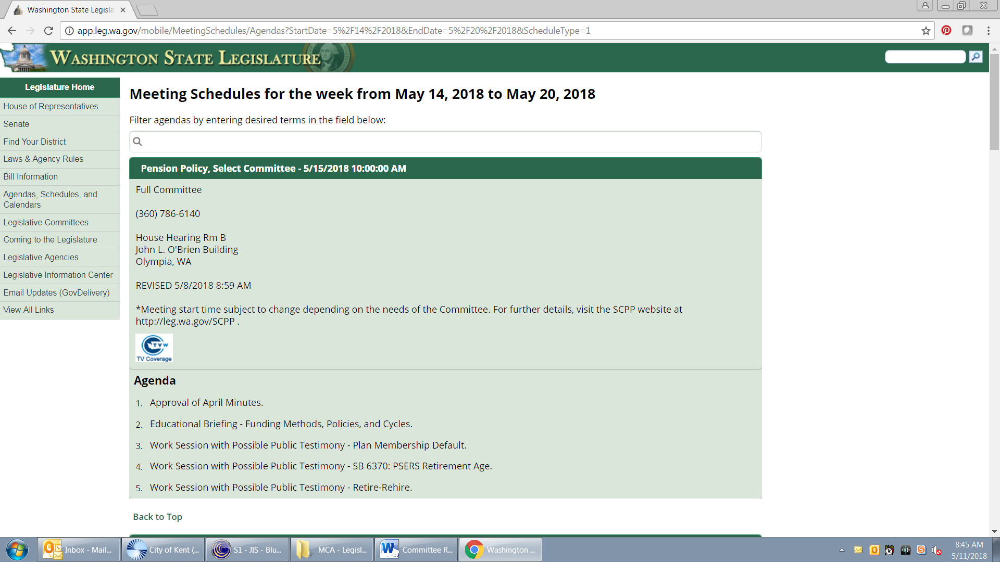 Washington State Legisla
app.leg.wa.gov/mobile/MeetingSchedules/Agendas?StartDate=5%2F14%2F2018&EndDate=5%2F20%2F2018&ScheduleType=1
WASHINGTON STATE LEGISLATURE
Legislature Home
House of Representatives
Senate
Find Your District
Laws & Agency Rules
Bill Information
Agendas, Schedules, and
Calendars
Legislative Committees
Coming to the Legislature
Legislative Agencies
Legislative Information Center
Email Updates (GovDelivery)
View All Links
Meeting Schedules for the week from May 14, 2018 to May 20, 2018
Filter agendas by entering desired terms in the field below:
Pension Policy, Select Committee - 5/15/2018 10:00:00 AM
Full Committee
(360) 786-6140
House Hearing Rm B
John L. O'Brien Building
Olympia, WA
REVISED 5/8/2018 8:59 AM
*Meeting start time subject to change depending on the needs of the Committee. For further details, visit the SCPP website at
http://leg.wa.gov/SCPP .
TVW
TV Coverage
Agenda
1. Approval of April Minutes.
2. Educational Briefing - Funding Methods, Policies, and Cycles.
3. Work Session with Possible Public Testimony - Plan Membership Default.
4. Work Session with Possible Public Testimony - SB 6370: PSERS Retirement Age.
5. Work Session with Possible Public Testimony - Retire-Rehire.
Back to Top
Inbox - Mail...
City of Kent (...
S1 - JIS - Blu...
MCA - Legisl...
Committee R...
Washington ...
8:45 AM
5/11/2018